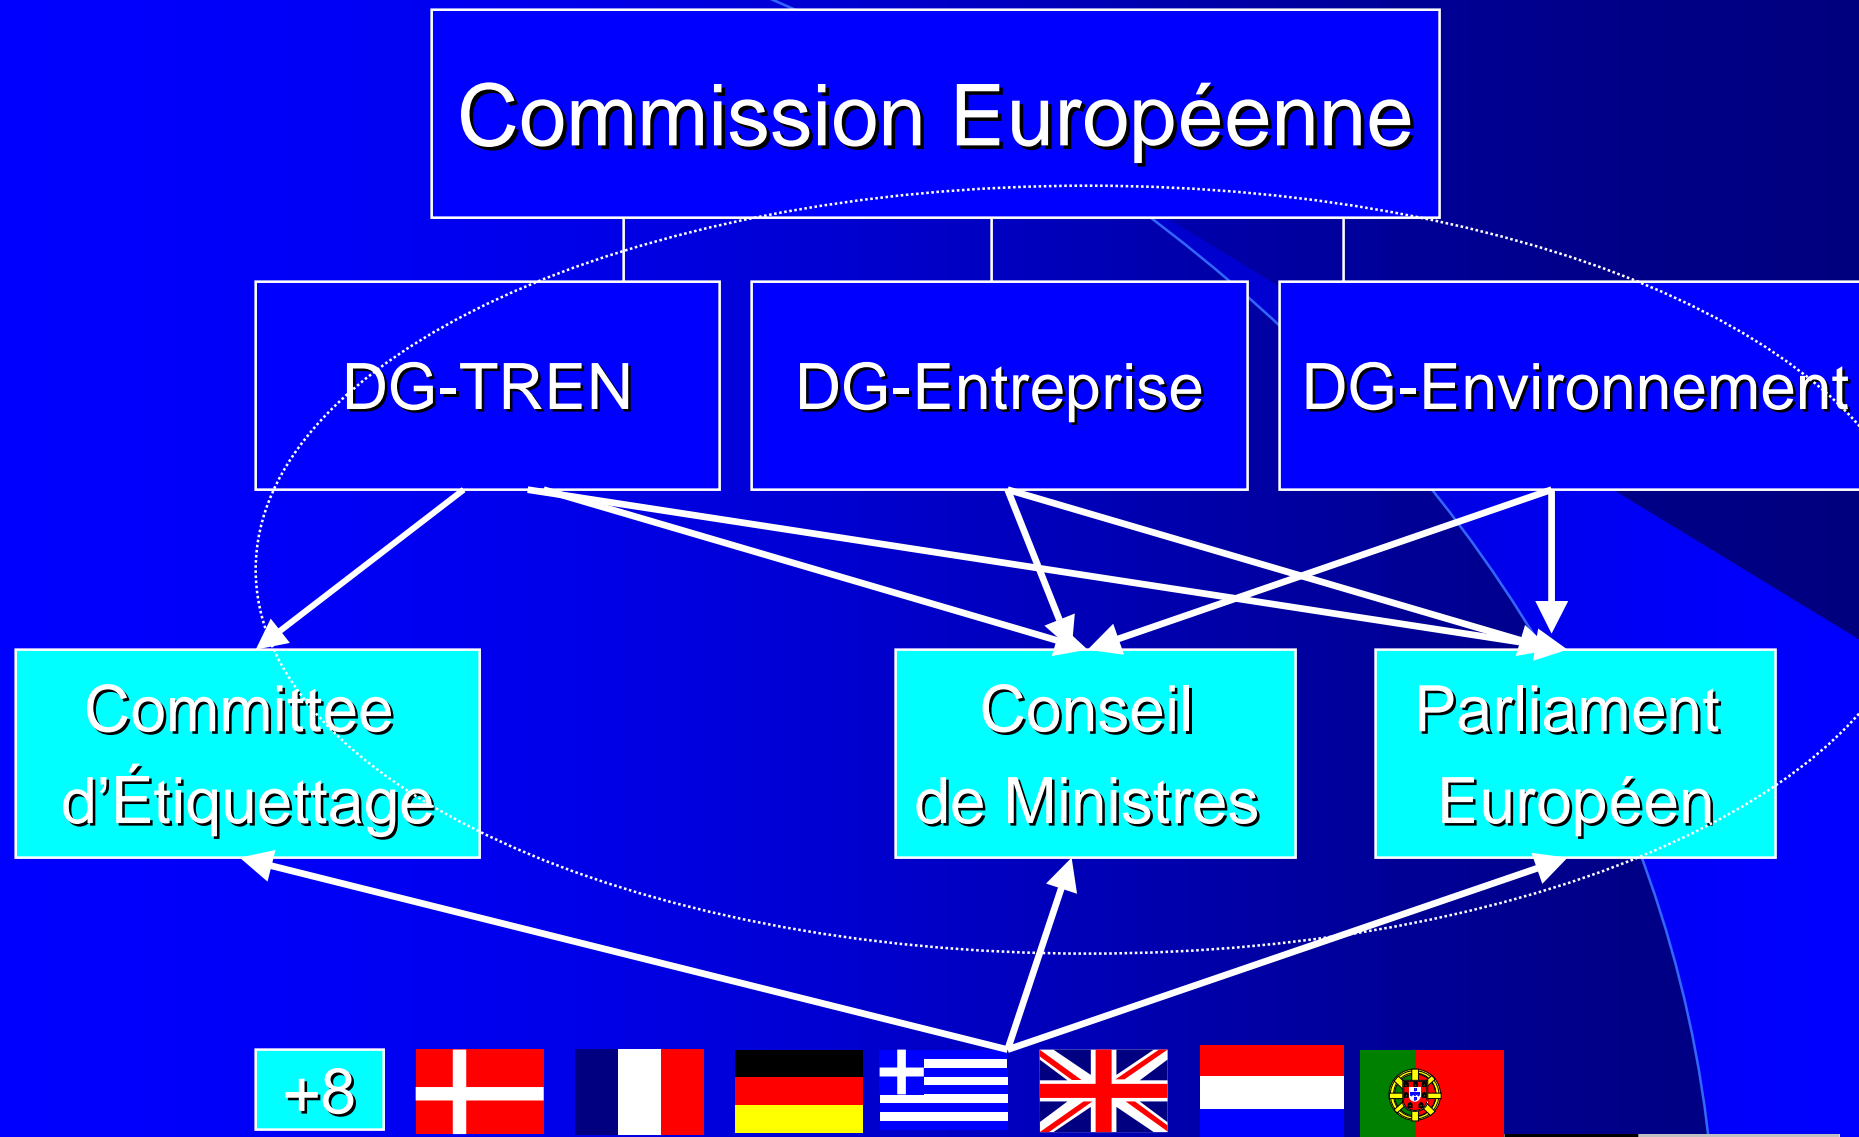 Commission Européenne
DG-TREN
DG-Entreprise
DG-Environnement
Committee
d’Étiquettage
Conseil
de Ministres
Parliament
Européen
+8